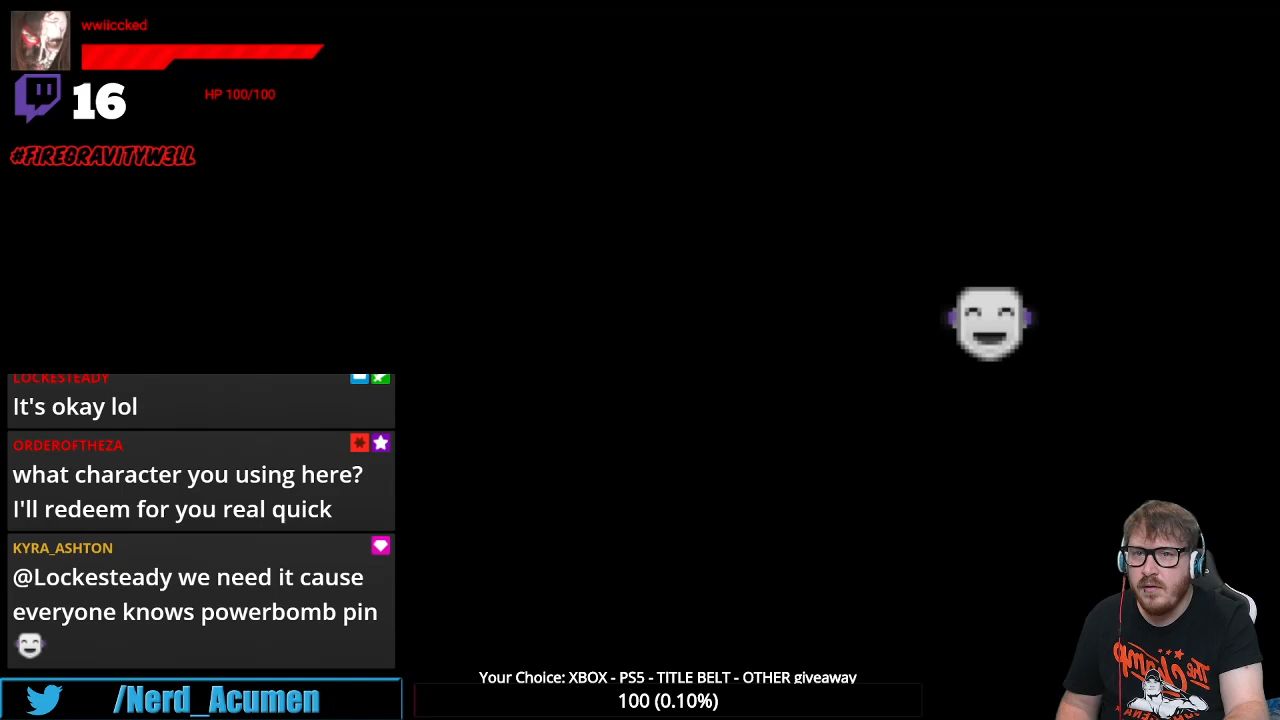 wwiiccked
16
HP 100/100
#FIREGRAVITYW3LL
LOCKESTEADY
It's okay lol
ORDEROFTHEZA
what character you using here?
I'll redeem for you real quick
KYRA_ASHTON
@Lockesteady we need it cause
everyone knows powerbomb pin
/Nerd_Acumen
Your Choice: XBOX - PS5 - TITLE BELT - OTHER giveaway
100 (0.10%)